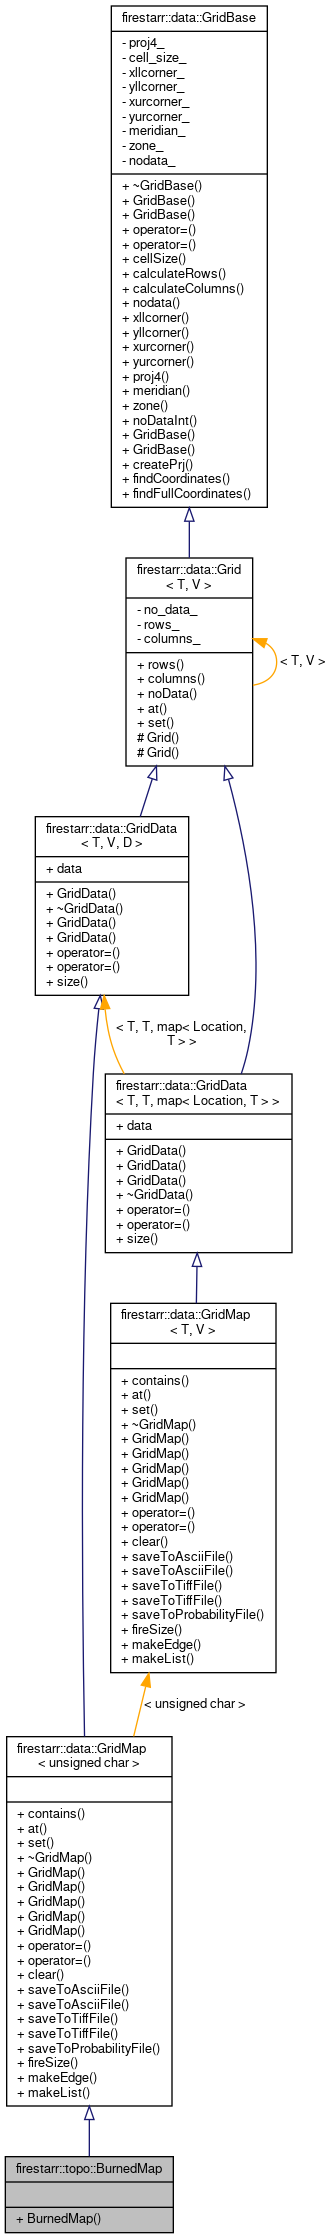 firestarr::data::GridBase
- proj4_
- cell_size_
- xllcorner_
- yllcorner_
- xurcorner_
- yurcorner_
- meridian_
- zone_
- nodata_
+ ~GridBase()
+ GridBase()
+ GridBase()
+ operator=()
+ operator=()
+ cellSize()
+ calculateRows()
+ calculateColumns()
+ nodata()
+ xllcorner()
+ yllcorner()
+ xurcorner()
+ yurcorner()
+ proj4()
+ meridian()
+ zone()
+ noDataInt()
+ GridBase()
+ GridBase()
+ createPrj()
+ findCoordinates()
+ findFullCoordinates()
firestarr::data::Grid
< T, V >
- no_data_
- rows_
- columns_
+ rows()
+ columns()
+ noData()
+ at()
+ set()
# Grid()
# Grid()
< T, V >
firestarr::data::GridData
< T, V, D >
+ data
+ GridData()
+ ~GridData()
+ GridData()
+ GridData()
+ operator=()
+ operator=()
+ size()
< T, T, map< Location,
T > >
firestarr::data::GridData
< T, T, map< Location, T > >
+ data
+ GridData()
+ GridData()
+ GridData()
+ ~GridData()
+ operator=()
+ operator=()
+ size()
firestarr::data::GridMap
< T, V >
+ contains()
+ at()
+ set()
+ ~GridMap()
+ GridMap()
+ GridMap()
+ GridMap()
+ GridMap()
+ GridMap()
+ operator=()
+ operator=()
+ clear()
+ saveToAsciiFile()
+ saveToAsciiFile()
+ saveToTiffFile()
+ saveToTiffFile()
+ saveToProbabilityFile()
+ fireSize()
+ makeEdge()
+ makeList()
< unsigned char >
firestarr::data::GridMap
< unsigned char >
+ contains()
+ at()
+ set()
+ ~GridMap()
+ GridMap()
+ GridMap()
+ GridMap()
+ GridMap()
+ GridMap()
+ operator=()
+ operator=()
+ clear()
+ saveToAsciiFile()
+ saveToAsciiFile()
+ saveToTiffFile()
+ saveToTiffFile()
+ saveToProbabilityFile()
+ fireSize()
+ makeEdge()
+ makeList()
firestarr::topo::BurnedMap
+ BurnedMap()